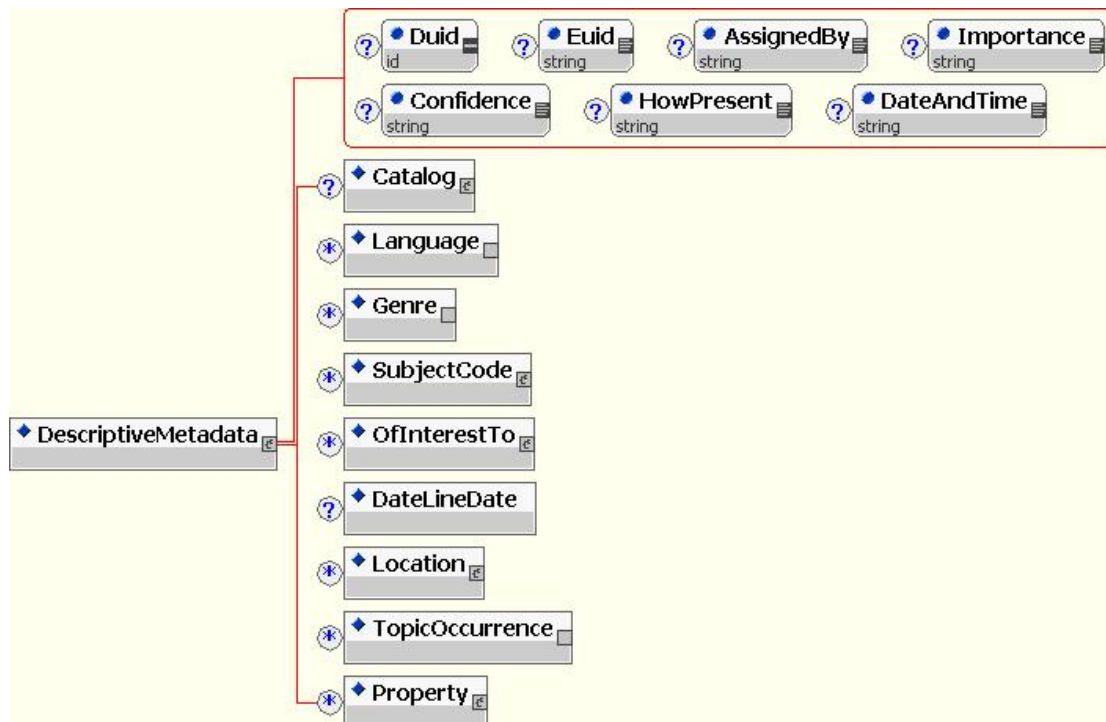 ? Duid ? Euid ? AssignedBy ? Importance
id string string string
? Confidence ? HowPresent ? DateAndTime
string string string
? Catalog
* Language
* Genre
* SubjectCode
DescriptiveMetadata
* OfInterestTo
? DateLineDate
* Location
* TopicOccurrence
* Property